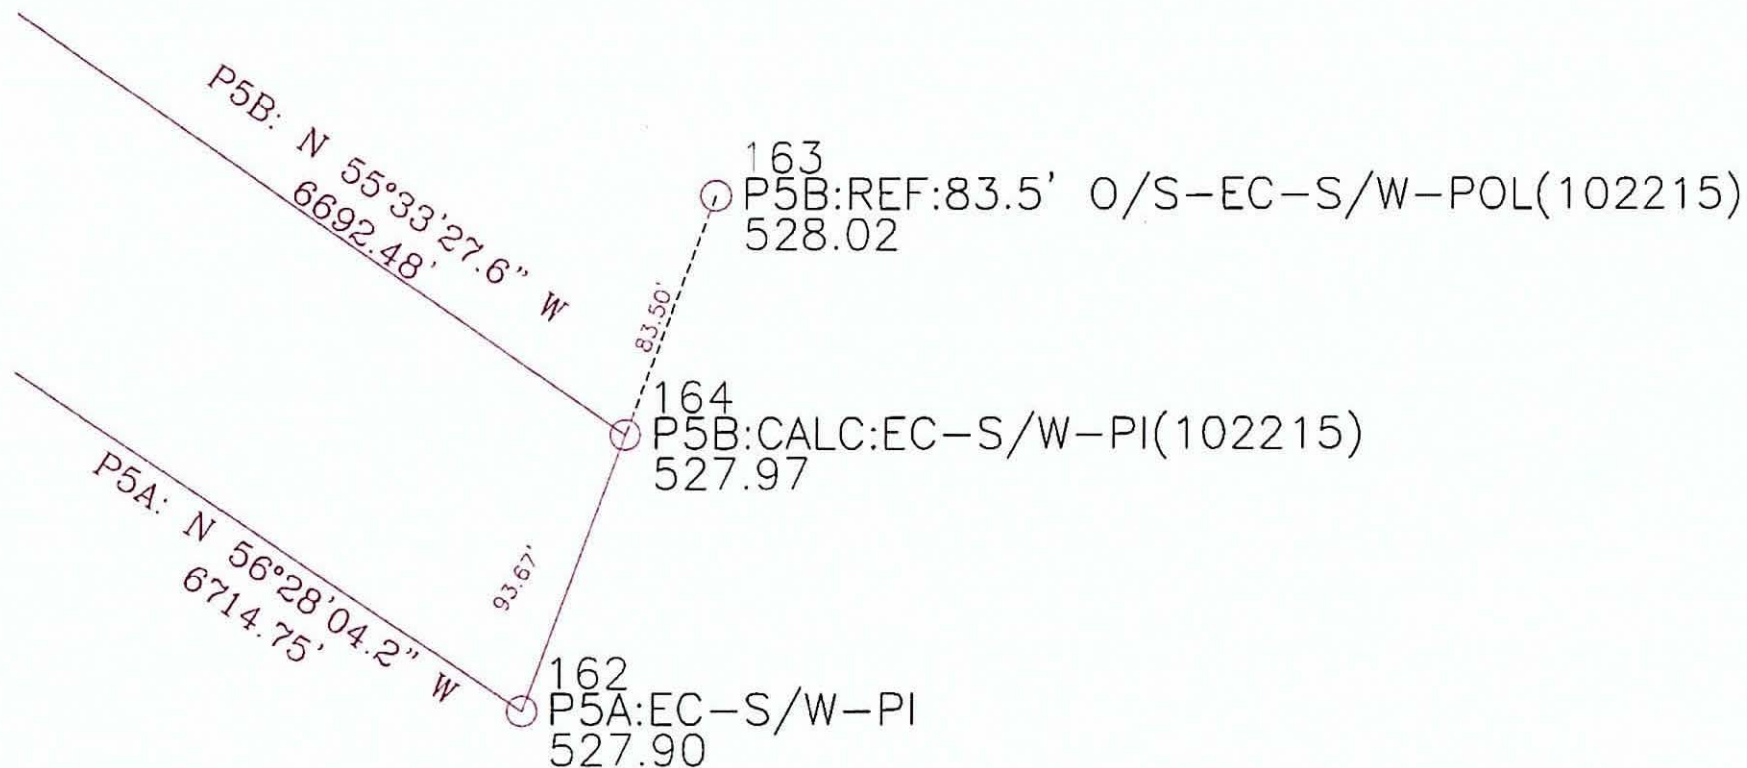 P5B: N 55°33'27.6" W
6692.48'
163
P5B:REF:83.5' O/S-EC-S/W-POL(102215)
528.02
83.50'
164
P5B:CALC:EC-S/W-PI(102215)
527.97
P5A: N 56°28'04.2" W
6714.75'
93.67'
162
P5A:EC-S/W-PI
527.90